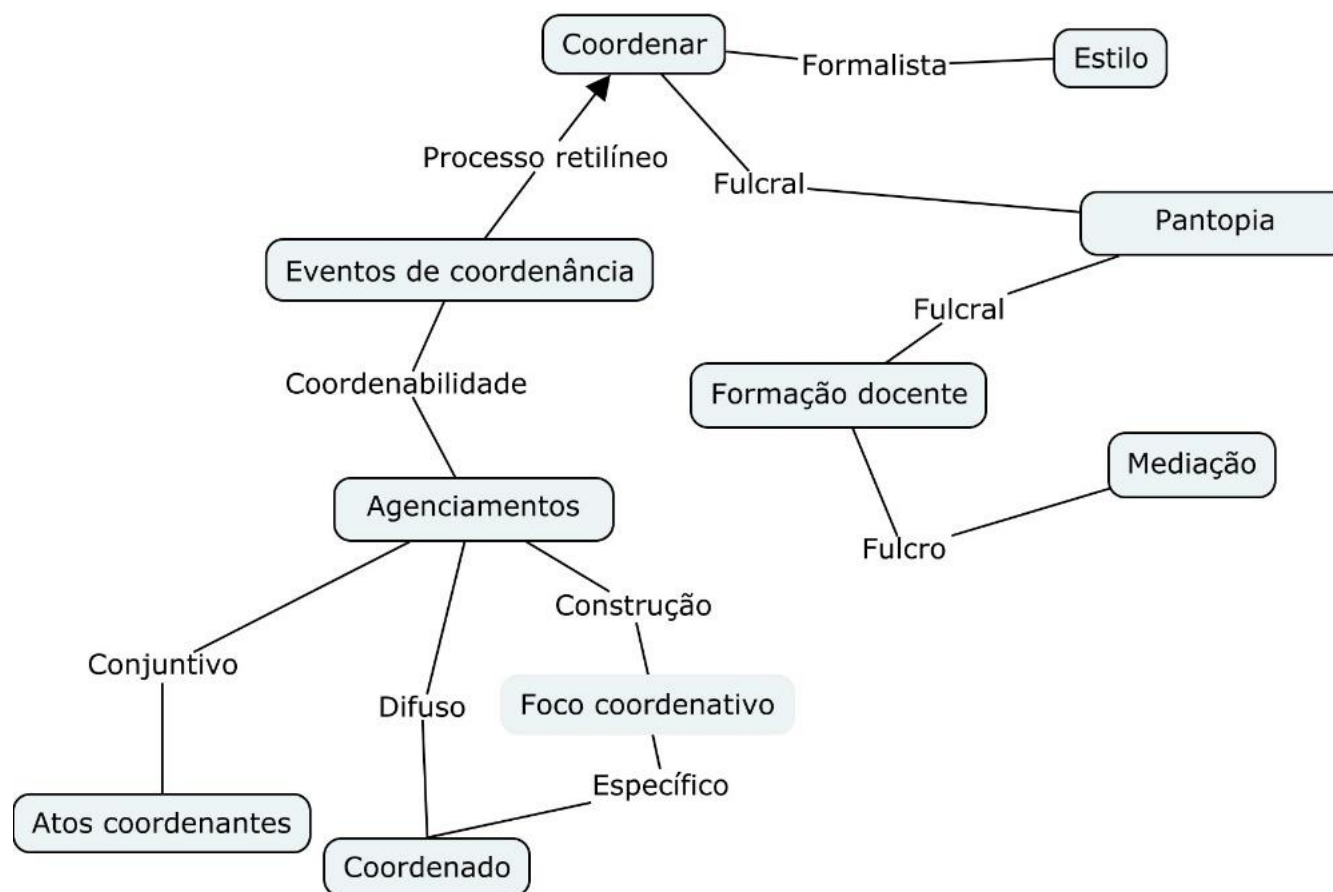 Coordenar
Formalista
Estilo
Processo retilíneo
Fulcral
Pantopia
Eventos de coordenância
Fulcral
Coordenabilidade
Formação docente
Mediação
Agenciamentos
Fulcro
Construção
Conjuntivo
Difuso
Foco coordenativo
Específico
Atos coordenantes
Coordenado